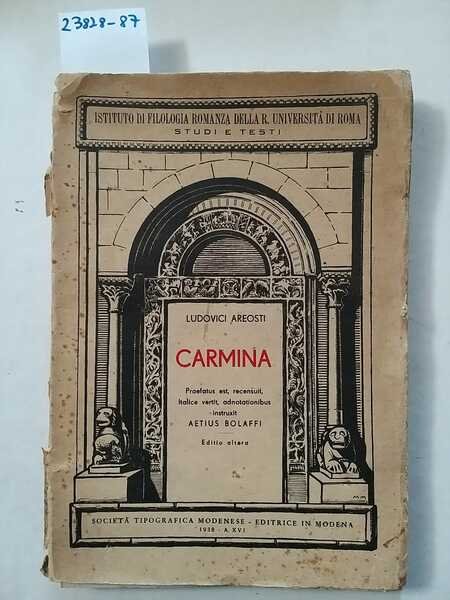 23828-87
ISTITUTO DI FILOLOGIA ROMANZA DELLA R. UNIVERSITÀ DI ROMA
STUDI E TESTI
LUDOVICI AREOSTI
CARMINA
Praefatus est, recensuit,
Italice vertit, adnotationibus
instruxit
AETIUS BOLAFFI
Editio altera
MM
SOCIETÀ TIPOGRAFICA MODENESE - EDITRICE IN MODENA
1938 - A. XVI